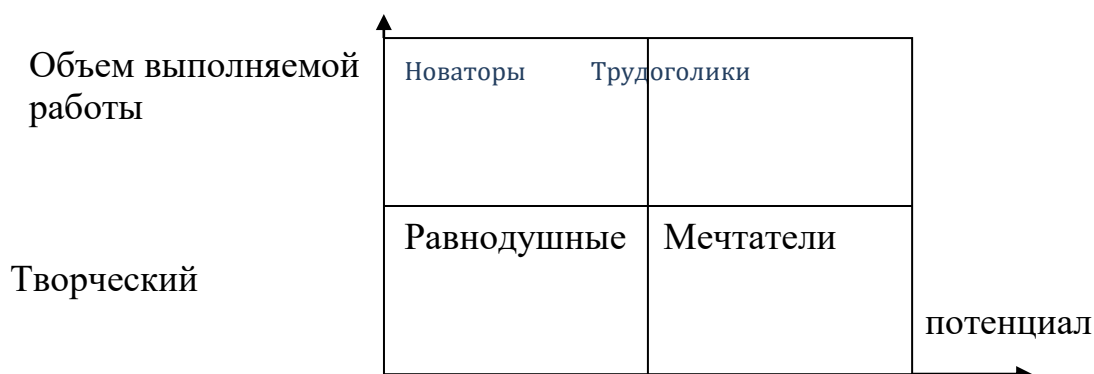 Объем выполняемой
работы
Новаторы Трудоголики
Равнодушные Мечтатели
Творческий
потенциал